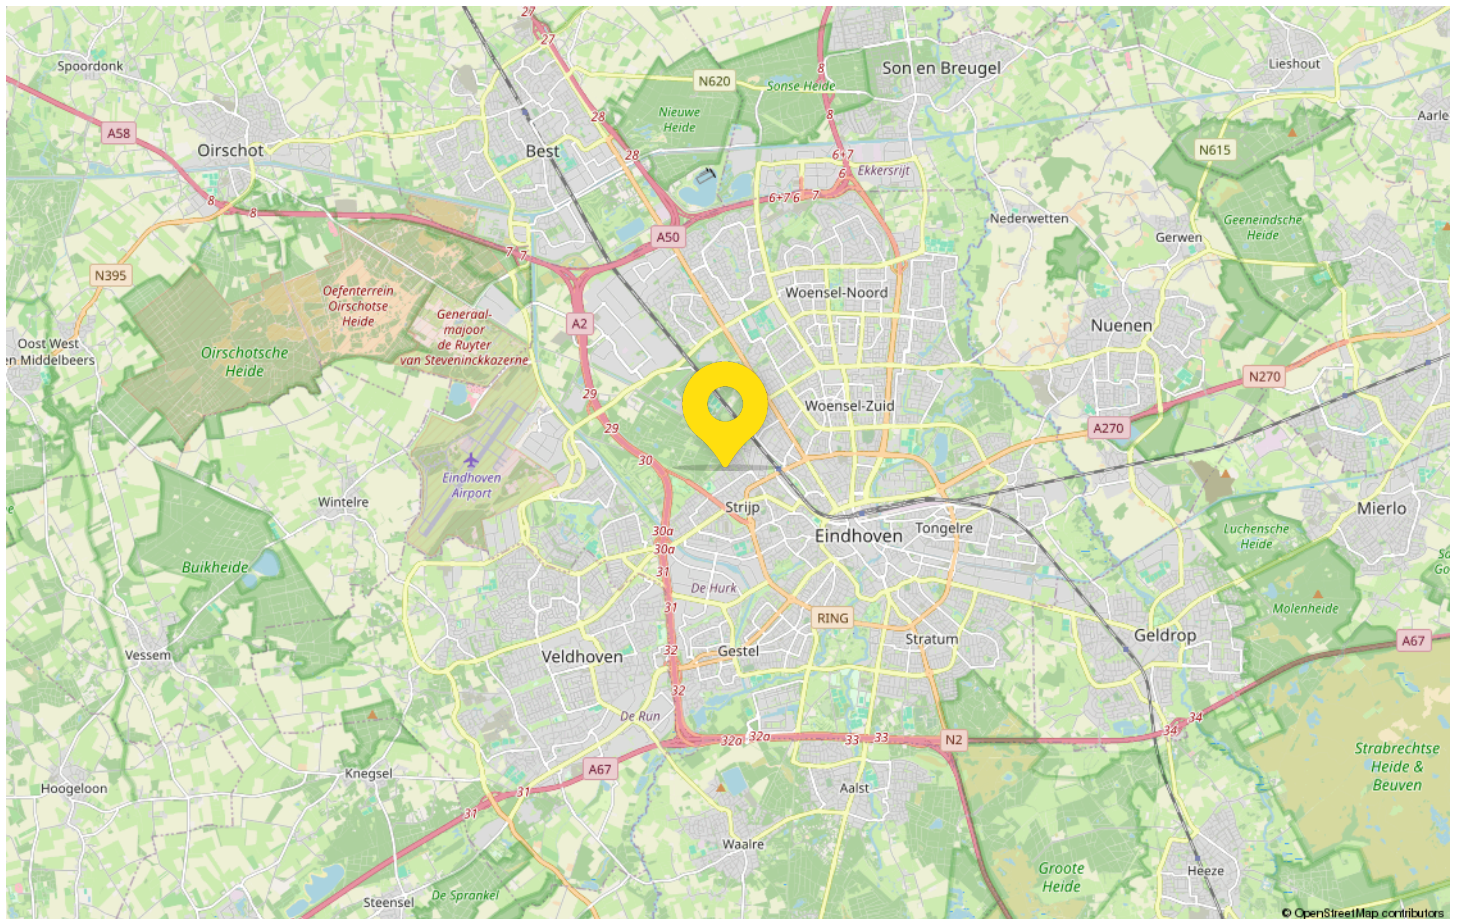 27
27
Spoordonk
Son en Breugel
Lieshout
8
N620
Sonse Heide
Nieuwe
Heide
28
8
Aarle
A58
Oirschot
Best
28
6+7
N615
6
Ekkersrijt
8
8
6+7 6
7
Nederwetten
Geeneindsche
Heide
A50
Gerwen
7
7
N395
Oefenterrein
Oirschotse
Heide
Woensel-Noord
Generaal-
majoor
de Ruyter
van Steveninckkazerne
A2
Nuenen
Oost West
en Middelbeers
Oirschotsche
Heide
N270
29
Woensel-Zuid
29
A270
30
Eindhoven
Airport
Wintelre
Strijp
Mierlo
30a
30a
Eindhoven
Tongelre
Luchensche
Heide
Buikheide
31
De Hurk
31
RING
Molenheide
Geldrop
A67
Stratum
Vessem
Veldhoven
32
Gestel
32
De Run
34
34
32a
32a
33
33
N2
Strabrechtse
Heide &
Beuven
Knegsel
A67
Hoogeloon
Aalst
31
31
Waalre
Groote
Heide
Heeze
De Sprankel
Steensel
© OpenStreetMap contributors